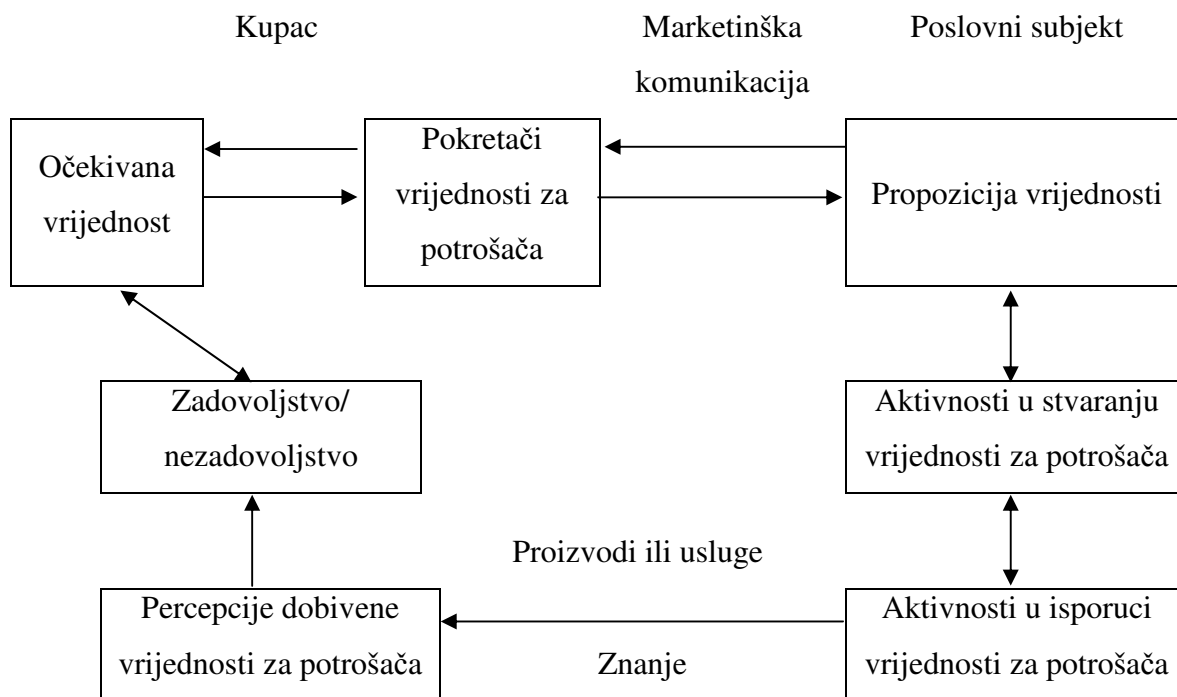 Kupac
Marketinška
komunikacija
Poslovni subjekt
Očekivana
vrijednost
Pokretači
vrijednosti za
potrošača
Propozicija vrijednosti
Zadovoljstvo/
nezadovoljstvo
Aktivnosti u stvaranju
vrijednosti za potrošača
Proizvodi ili usluge
Percepcije dobivene
vrijednosti za potrošača
Znanje
Aktivnosti u isporuci
vrijednosti za potrošača